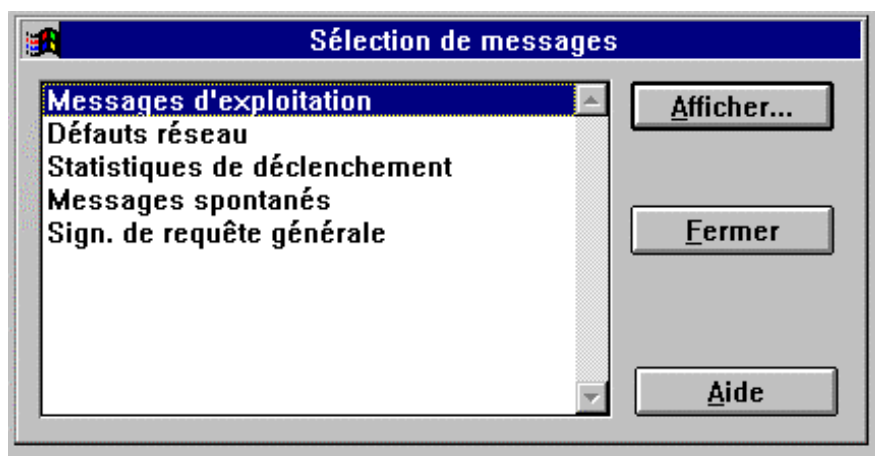 Sélection de messages
Messages d'exploitation
Défauts réseau
Statistiques de déclenchement
Messages spontanés
Sign. de requête générale
Afficher...
Fermer
Aide